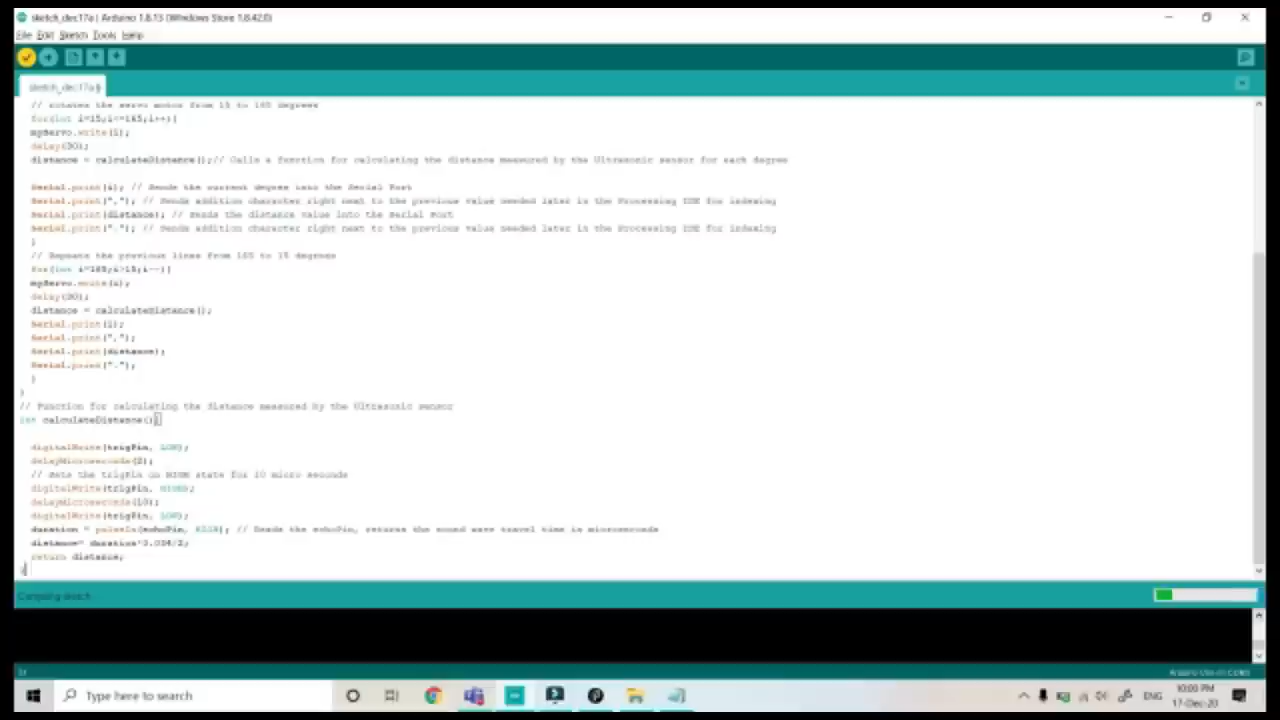 sketch_dec17a | Arduino 1.8.13 (Windows Store 1.8.42.0)
File Edit Sketch Tools Help
sketch_dec17a §
// rotates the servo motor from 15 to 165 degrees
for(int i=15;i<=165;i++){
myServo.write(i);
delay(30);
distance = calculateDistance();// Calls a function for calculating the distance measured by the Ultrasonic sensor for each degree
Serial.print(i); // Sends the current degree into the Serial Port
Serial.print(","); // Sends addition character right next to the previous value needed later in the Processing IDE for indexing
Serial.print(distance); // Sends the distance value into the Serial Port
Serial.print("."); // Sends addition character right next to the previous value needed later in the Processing IDE for indexing
}
// Repeats the previous lines from 165 to 15 degrees
for(int i=165;i>15;i--){
myServo.write(i);
delay(30);
distance = calculateDistance();
Serial.print(i);
Serial.print(",");
Serial.print(distance);
Serial.print(".");
}
}
// Function for calculating the distance measured by the Ultrasonic sensor
int calculateDistance(){
digitalWrite(trigPin, LOW);
delayMicroseconds(2);
// Sets the trigPin on HIGH state for 10 micro seconds
digitalWrite(trigPin, HIGH);
delayMicroseconds(10);
digitalWrite(trigPin, LOW);
duration = pulseIn(echoPin, HIGH); // Reads the echoPin, returns the sound wave travel time in microseconds
distance= duration*0.034/2;
return distance;
}
Compiling sketch...
Type here to search
ENG
10:00 PM
17-Dec-20